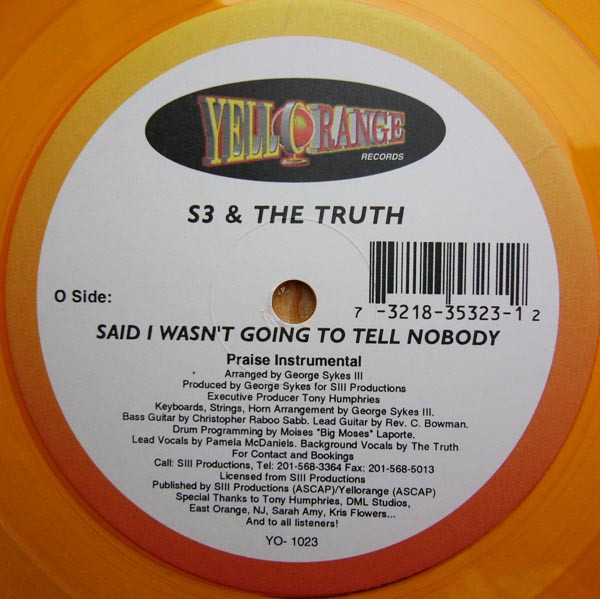 YELLORANGE
RECORDS
S3 & THE TRUTH
O Side:
7 -3218-35323-1 2
SAID I WASN'T GOING TO TELL NOBODY
Praise Instrumental
Arranged by George Sykes III
Produced by George Sykes for SIII Productions
Executive Producer Tony Humphries
Keyboards, Strings, Horn Arrangement by George Sykes III.
Bass Guitar by Christopher Raboo Sabb. Lead Guitar by Rev. C. Bowman.
Drum Programming by Moises "Big Moses" Laporte.
Lead Vocals by Pamela McDaniels. Background Vocals by The Truth
For Contact and Bookings
Call: SIII Productions, Tel: 201-568-3364 Fax: 201-568-5013
Licensed from SIII Productions
Published by SIII Productions (ASCAP)/Yellorange (ASCAP)
Special Thanks to Tony Humphries, DML Studios,
East Orange, NJ, Sarah Amy, Kris Flowers...
And to all listeners!
YO- 1023